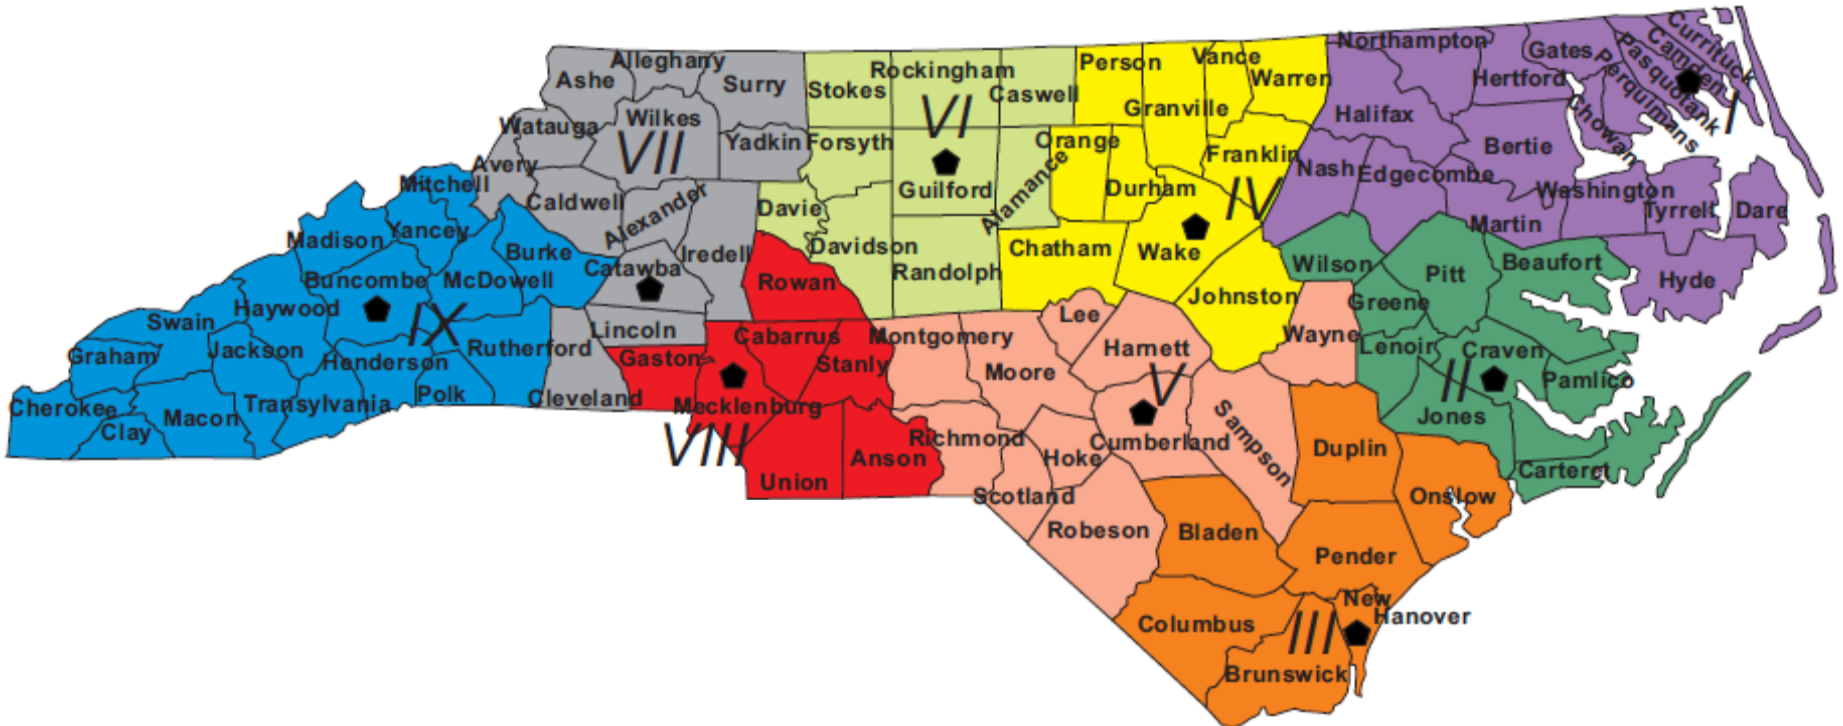 Northampton
Gates
Currituck
Camden
Pasquotank
Perquimans
Chowan
Hertford
Halifax
Bertie
Nash
Edgecombe
Washington
Tyrrell
Dare
Martin
Hyde
I
Alleghany
Ashe
Surry
Wilkes
Watauga
Yadkin
VII
Avery
Caldwell
Alexander
Iredell
Catawba
Lincoln
Cleveland
Stokes
Rockingham
Caswell
VI
Forsyth
Guilford
Alamance
Davie
Davidson
Randolph
Person
Vance
Warren
Granville
Orange
Franklin
Durham
IV
Chatham
Wake
Johnston
Mitchell
Madison
Yancey
Burke
Buncombe
McDowell
Haywood
IX
Swain
Rutherford
Graham
Jackson
Henderson
Polk
Cherokee
Macon
Transylvania
Clay
Rowan
Cabarrus
Gaston
Stanly
Mecklenburg
VIII
Union
Anson
Montgomery
Lee
Moore
Harnett
Wayne
V
Richmond
Hoke
Cumberland
Sampson
Scotland
Robeson
Wilson
Pitt
Beaufort
Greene
Lenoir
Craven
II
Pamlico
Jones
Carteret
Duplin
Onslow
Bladen
Pender
New
Hanover
Columbus
III
Brunswick